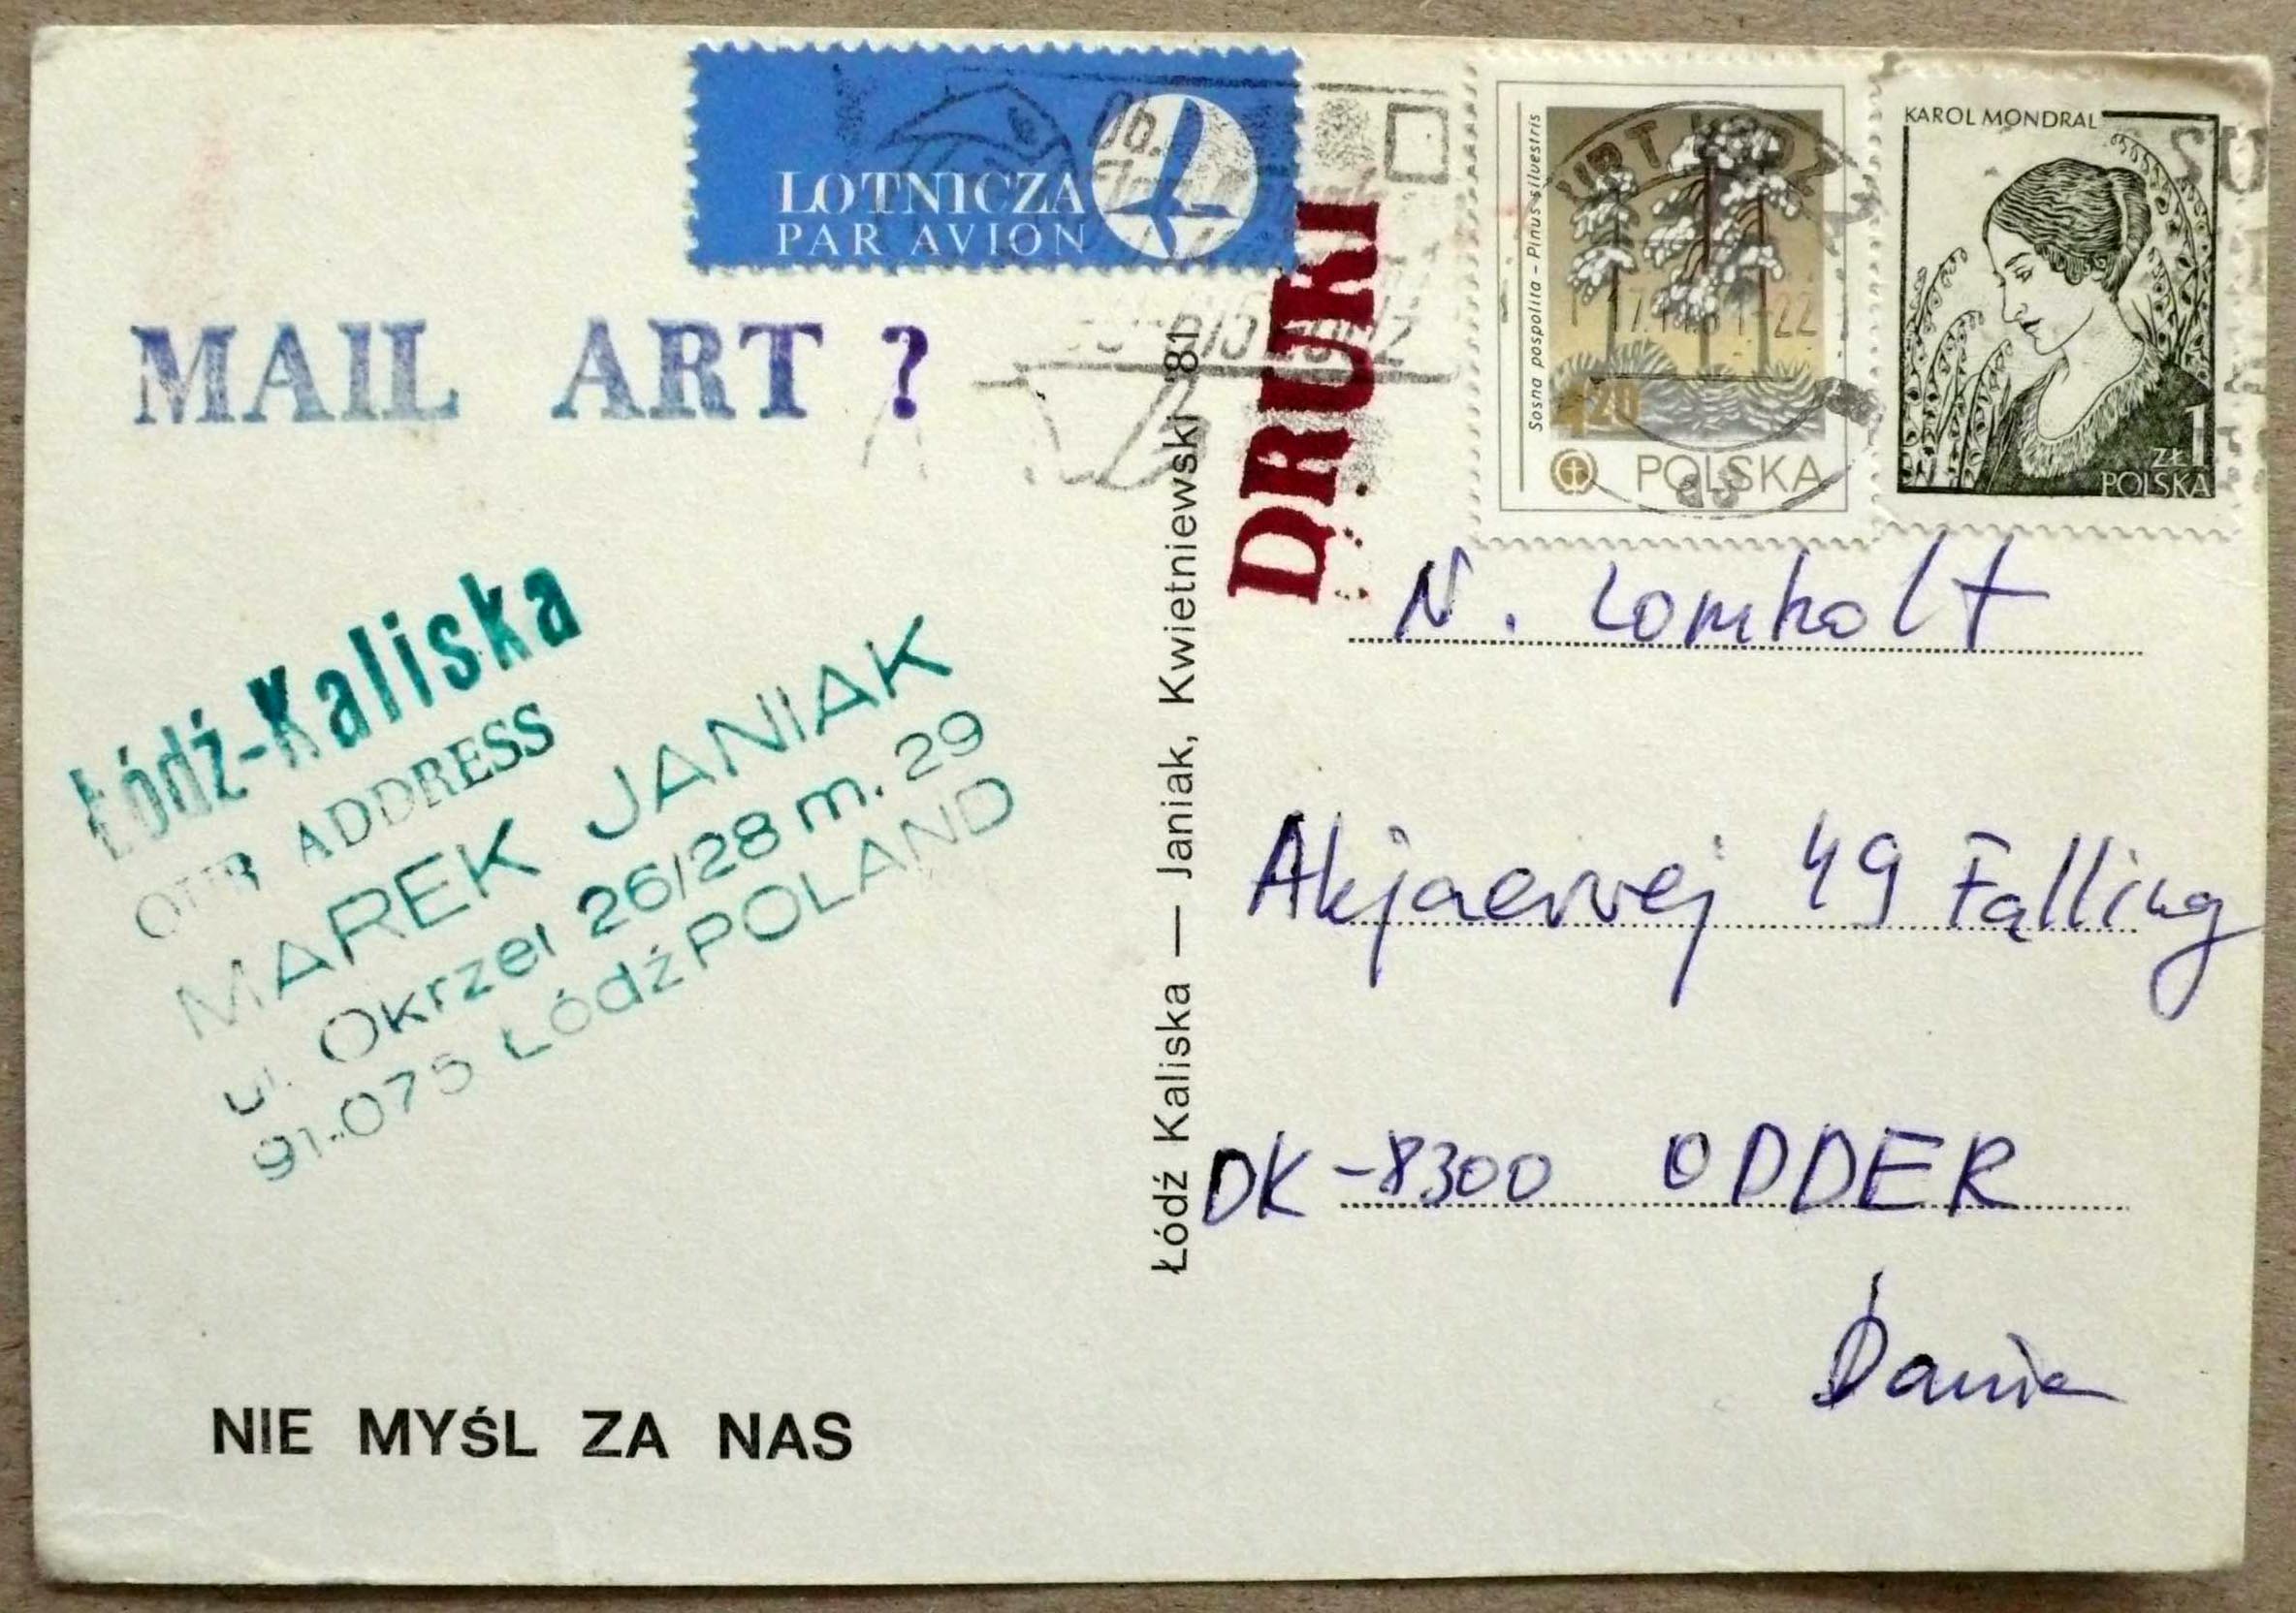 LOTNICZA
PAR AVION
MAIL ART ?
Łódź-Kaliska
OUR ADDRESS
MAREK JANIAK
ul. Okrzei 26/28 m. 29
91-075 Łódź POLAND
NIE MYŚL ZA NAS
Łódź Kaliska — Janiak, Kwietniewski '81
DRUKI
Sosna pospolita - Pinus silvestris
POLSKA
KAROL MONDRAL
1
ZŁ
POLSKA
N. Lomholt
Akjaervej 49 Fąlling
DK-8300 ODDER
Dania